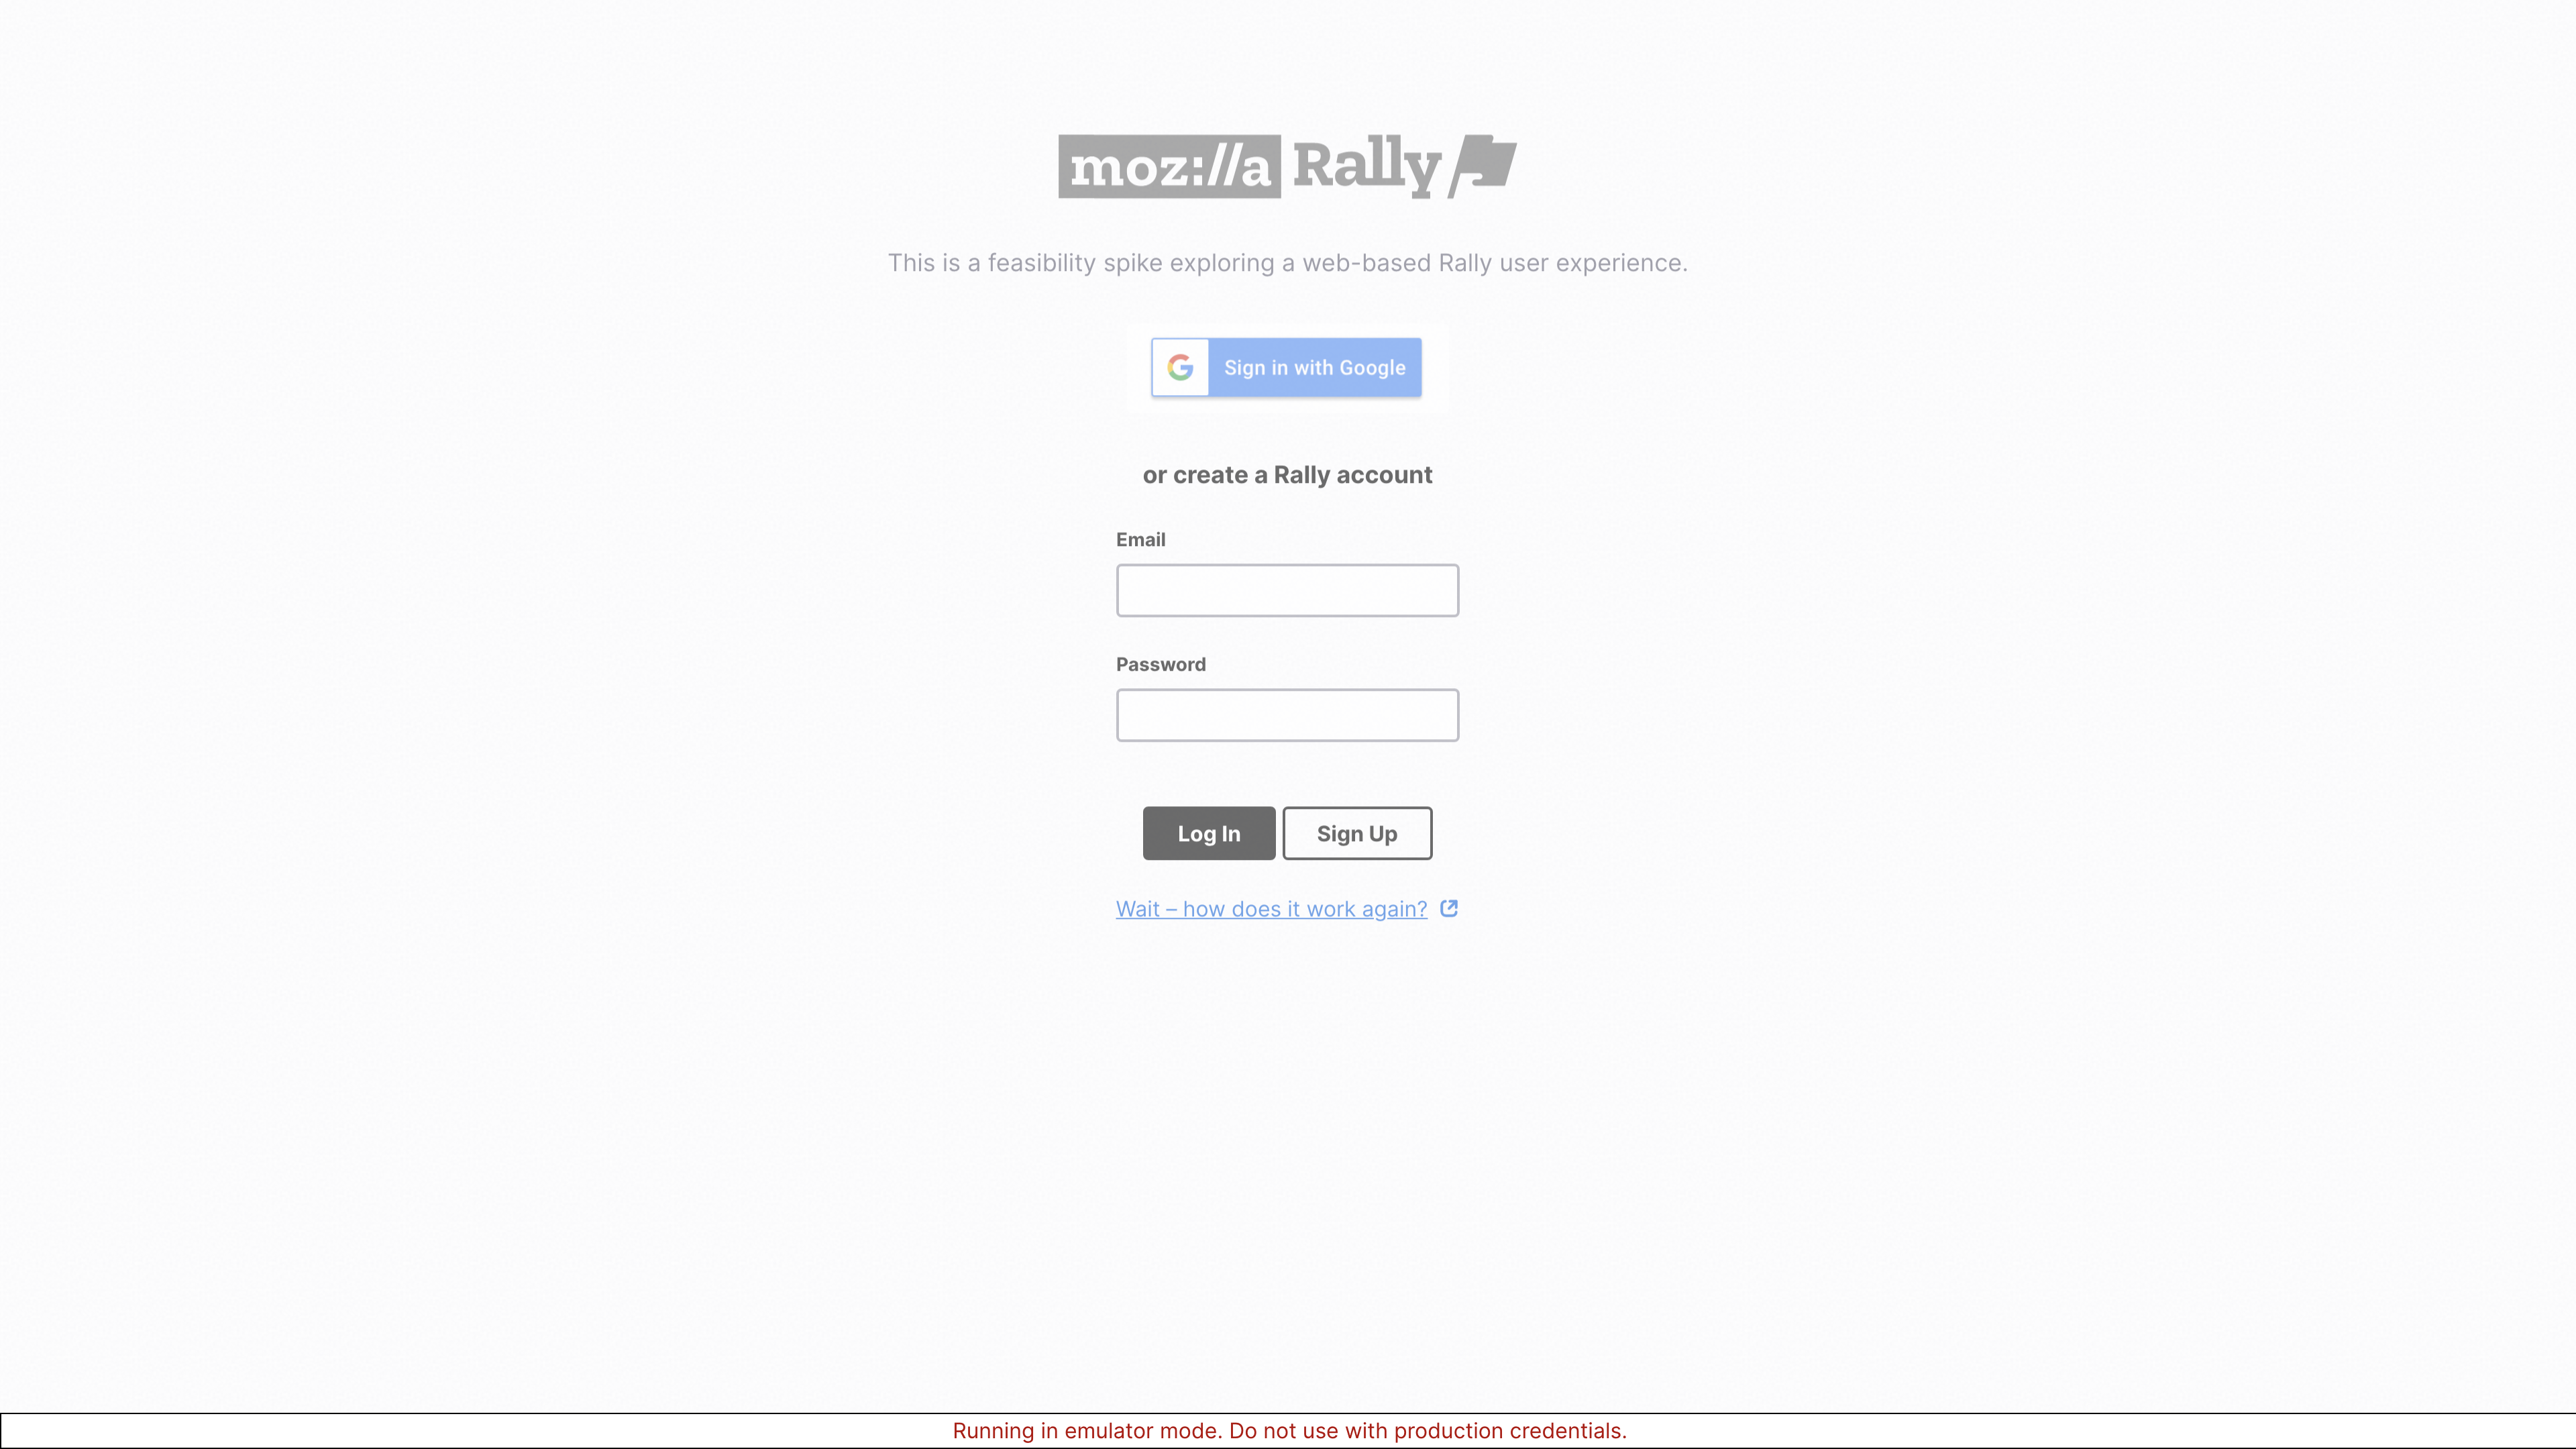 moz://a Rally
This is a feasibility spike exploring a web-based Rally user experience.
Sign in with Google
or create a Rally account
Email
Password
Log In
Sign Up
Wait – how does it work again?
Running in emulator mode. Do not use with production credentials.